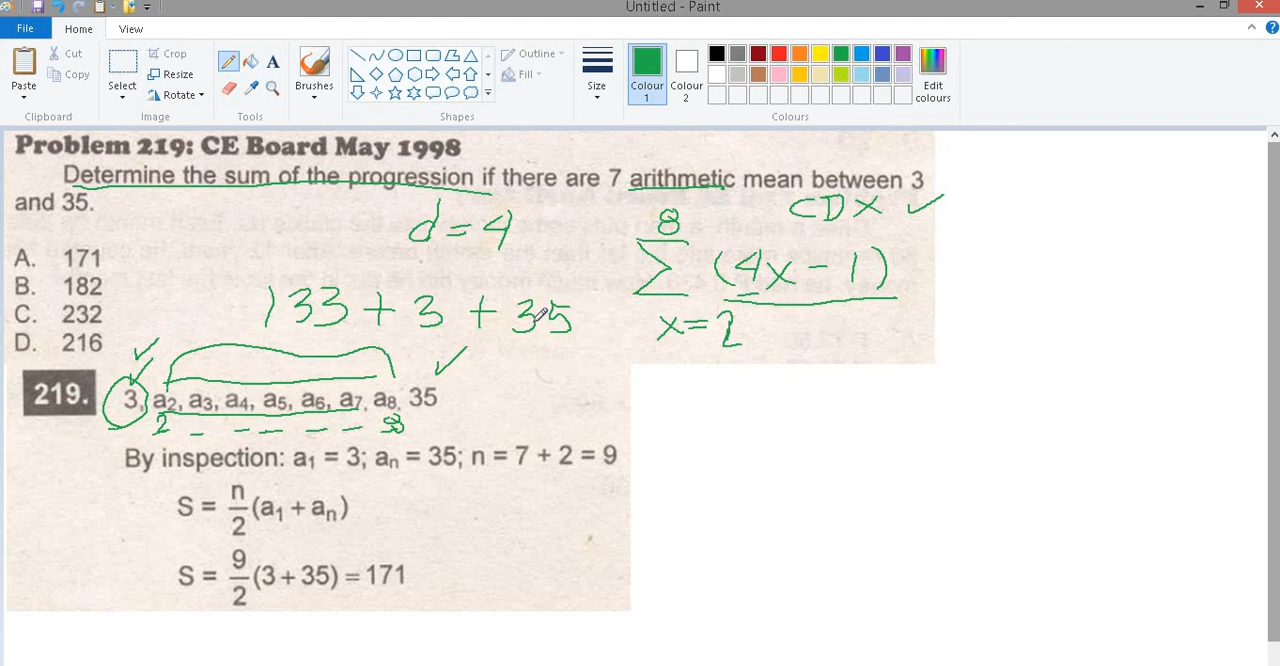 Untitled - Paint
File Home View
Paste Cut Copy Clipboard
Select Crop Resize Rotate Image
A Tools
Brushes
Outline Fill Shapes
Size
Colour 1 Colour 2 Edit colours Colours
Problem 219: CE Board May 1998
Determine the sum of the progression if there are 7 arithmetic mean between 3
and 35.
d = 4
CDX ✓
A. 171
B. 182
C. 232
D. 216
8
Σ (4x - 1)
x=2
133 + 3 + 35
219. 3, a2, a3, a4, a5, a6, a7, a8, 35
2 8
By inspection: a1 = 3; an = 35; n = 7 + 2 = 9
S = n/2 (a1 + an)
S = 9/2 (3 + 35) = 171